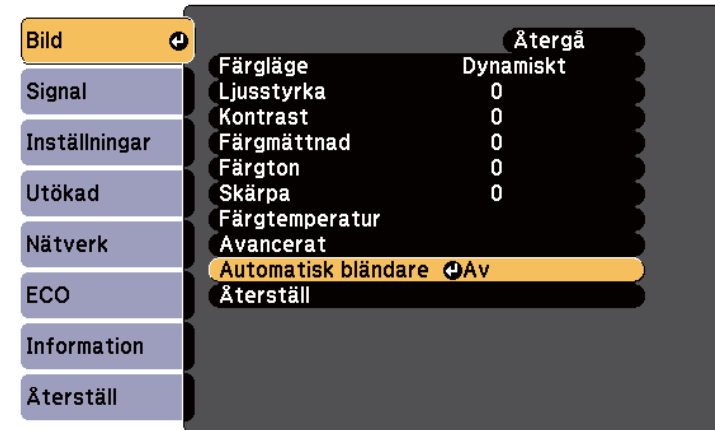 Bild
Signal
Inställningar
Utökad
Nätverk
ECO
Information
Återställ
Återgå
Färgläge Dynamiskt
Ljusstyrka 0
Kontrast 0
Färgmättnad 0
Färgton 0
Skärpa 0
Färgtemperatur
Avancerat
Automatisk bländare Av
Återställ